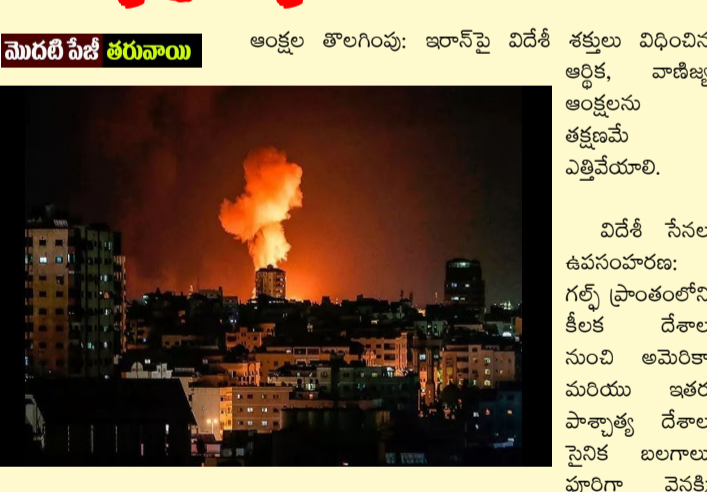 మొదటి పేజీ తరువాయి
ఆంక్షల తొలగింపు: ఇరాన్‌పై విదేశీ శక్తులు విధించిన
ఆర్థిక, వాణిజ్య
ఆంక్షలను
తక్షణమే
ఎత్తివేయాలి.
విదేశీ సేనల
ఉపసంహరణ:
గల్ఫ్ ప్రాంతంలోని
కీలక దేశాల
నుంచి అమెరికా
మరియు ఇతర
పాశ్చాత్య దేశాల
సైనిక బలగాలు
పూర్తిగా